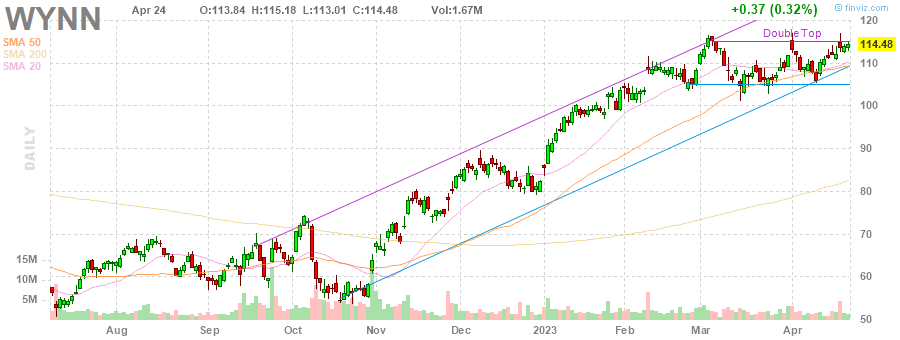 WYNN
Apr 24 O:113.84 H:115.18 L:113.01 C:114.48 Vol:1.67M +0.37 (0.32%)
© finviz.com
SMA 50
SMA 200
SMA 20
Double Top
120
114.48
110
100
90
80
70
60
50
DAILY
15M
10M
5M
Aug Sep Oct Nov Dec 2023 Feb Mar Apr